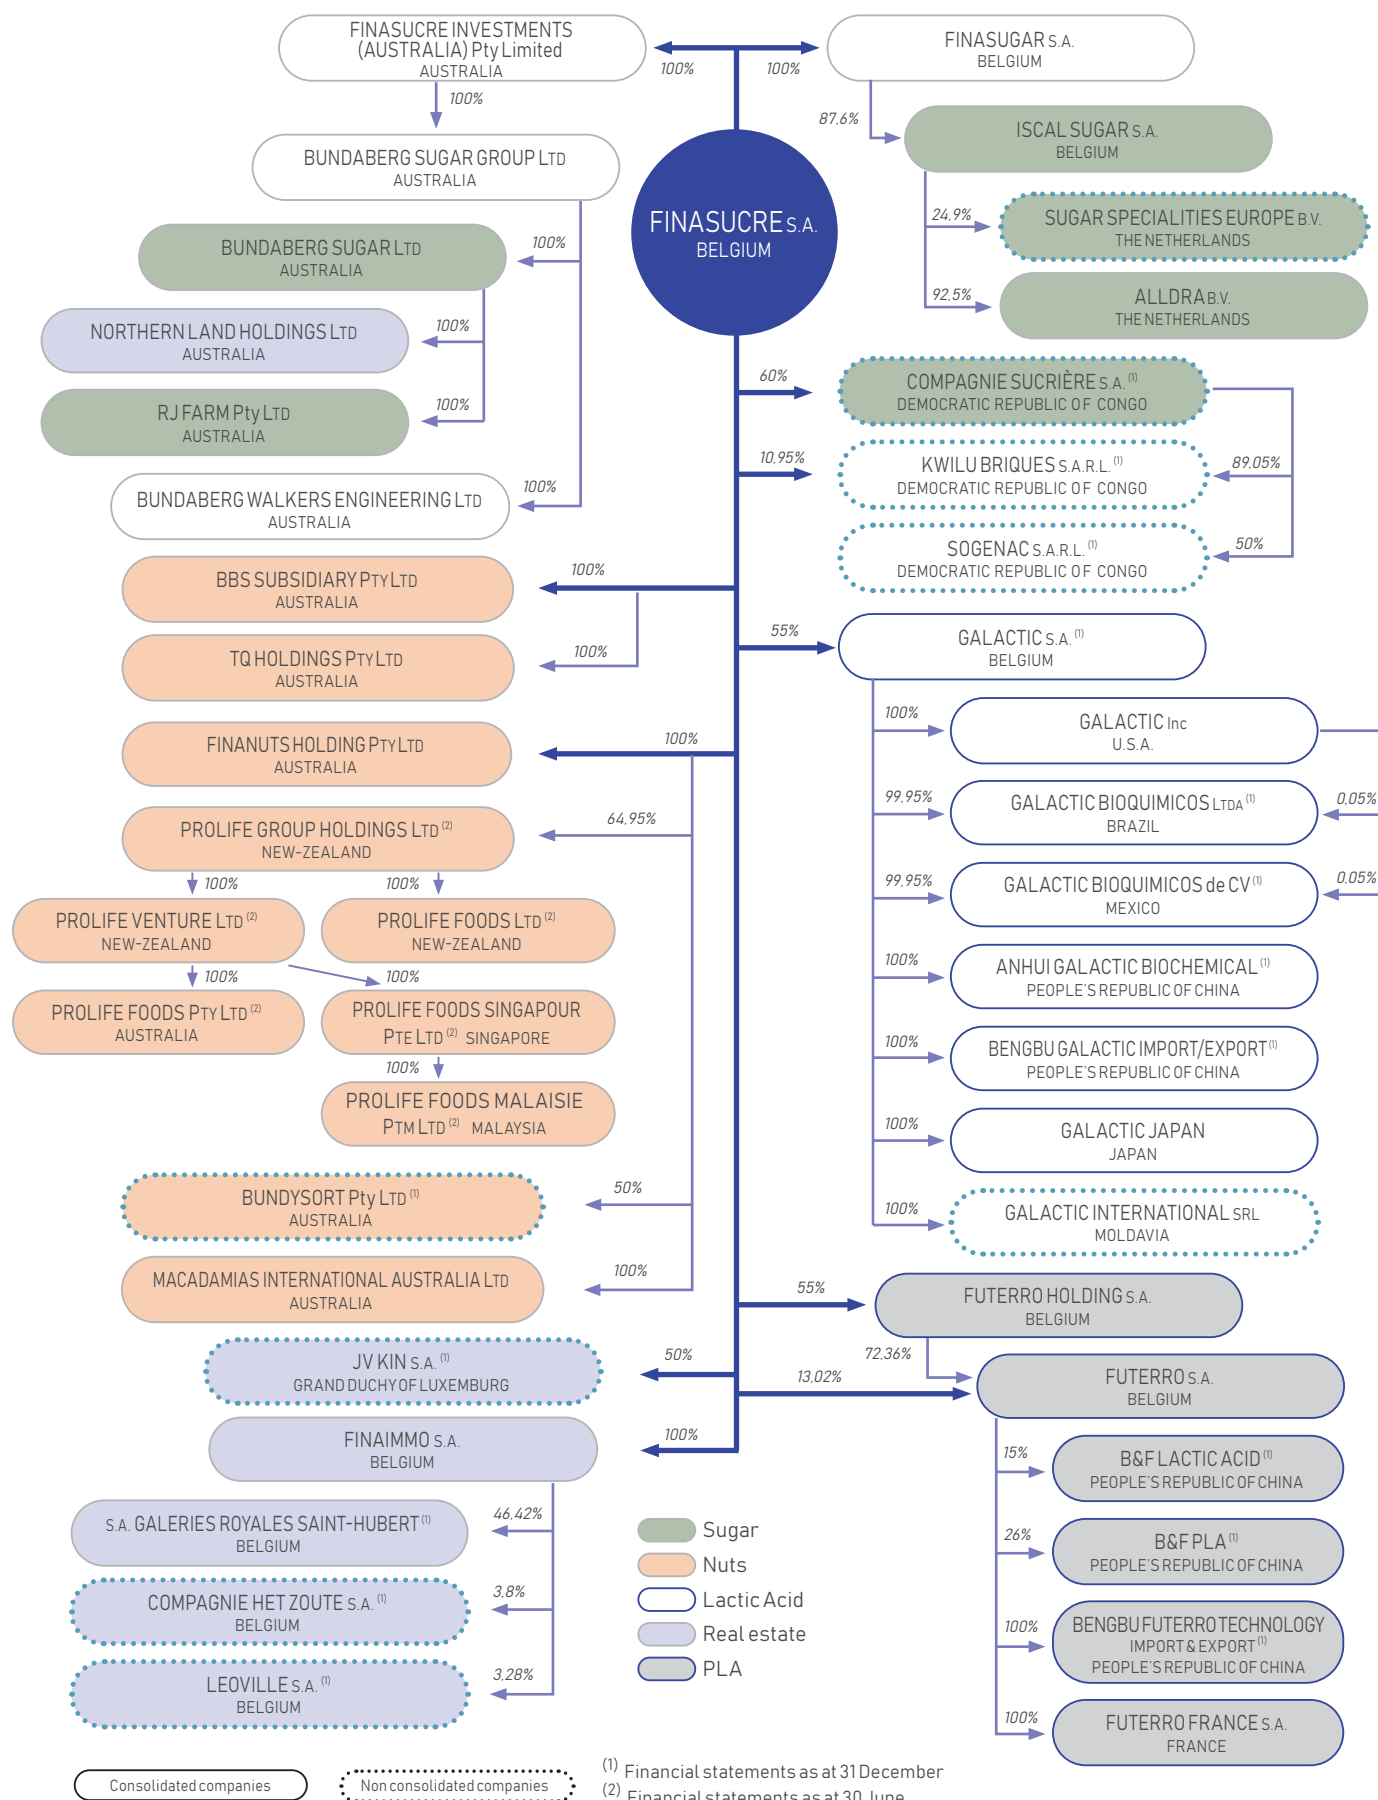 FINASUCRE INVESTMENTS
(AUSTRALIA) Pty Limited
AUSTRALIA
100%
100%
FINASUGAR S.A.
BELGIUM
100%
87,6%
BUNDABERG SUGAR GROUP LTD
AUSTRALIA
ISCAL SUGAR S.A.
BELGIUM
FINASUCRE S.A.
BELGIUM
BUNDABERG SUGAR LTD
AUSTRALIA
100%
24,9%
SUGAR SPECIALITIES EUROPE B.V.
THE NETHERLANDS
92,5%
ALLDRA B.V.
THE NETHERLANDS
NORTHERN LAND HOLDINGS LTD
AUSTRALIA
100%
RJ FARM Pty LTD
AUSTRALIA
100%
60%
COMPAGNIE SUCRIÈRE S.A. (1)
DEMOCRATIC REPUBLIC OF CONGO
10,95%
KWILU BRIQUES S.A.R.L. (1)
DEMOCRATIC REPUBLIC OF CONGO
89,05%
BUNDABERG WALKERS ENGINEERING LTD
AUSTRALIA
100%
SOGENAC S.A.R.L. (1)
DEMOCRATIC REPUBLIC OF CONGO
50%
BBS SUBSIDIARY PTY LTD
AUSTRALIA
100%
TQ HOLDINGS PTY LTD
AUSTRALIA
100%
55%
GALACTIC S.A. (1)
BELGIUM
FINANUTS HOLDING PTY LTD
AUSTRALIA
100%
100%
GALACTIC Inc
U.S.A.
PROLIFE GROUP HOLDINGS LTD (2)
NEW-ZEALAND
64,95%
99,95%
GALACTIC BIOQUIMICOS LTDA (1)
BRAZIL
0,05%
100%
100%
99,95%
GALACTIC BIOQUIMICOS de CV (1)
MEXICO
0,05%
PROLIFE VENTURE LTD (2)
NEW-ZEALAND
PROLIFE FOODS LTD (2)
NEW-ZEALAND
100%
100%
100%
ANHUI GALACTIC BIOCHEMICAL (1)
PEOPLE'S REPUBLIC OF CHINA
PROLIFE FOODS PTY LTD (2)
AUSTRALIA
PROLIFE FOODS SINGAPOUR
PTE LTD (2) SINGAPORE
100%
BENGBU GALACTIC IMPORT/EXPORT (1)
PEOPLE'S REPUBLIC OF CHINA
100%
PROLIFE FOODS MALAISIE
PTM LTD (2) MALAYSIA
100%
GALACTIC JAPAN
JAPAN
BUNDYSORT Pty LTD (1)
AUSTRALIA
50%
100%
GALACTIC INTERNATIONAL SRL
MOLDAVIA
MACADAMIAS INTERNATIONAL AUSTRALIA LTD
AUSTRALIA
100%
55%
FUTERRO HOLDING S.A.
BELGIUM
JV KIN S.A. (1)
GRAND DUCHY OF LUXEMBURG
50%
72,36%
13,02%
FUTERRO S.A.
BELGIUM
FINAIMMO S.A.
BELGIUM
100%
15%
B&F LACTIC ACID (1)
PEOPLE'S REPUBLIC OF CHINA
S.A. GALERIES ROYALES SAINT-HUBERT (1)
BELGIUM
46,42%
26%
B&F PLA (1)
PEOPLE'S REPUBLIC OF CHINA
COMPAGNIE HET ZOUTE S.A. (1)
BELGIUM
3,8%
100%
BENGBU FUTERRO TECHNOLOGY
IMPORT & EXPORT (1)
PEOPLE'S REPUBLIC OF CHINA
LEOVILLE S.A. (1)
BELGIUM
3,28%
100%
FUTERRO FRANCE S.A.
FRANCE
Sugar
Nuts
Lactic Acid
Real estate
PLA
Consolidated companies
Non consolidated companies
(1) Financial statements as at 31 December
(2) Financial statements as at 30 June